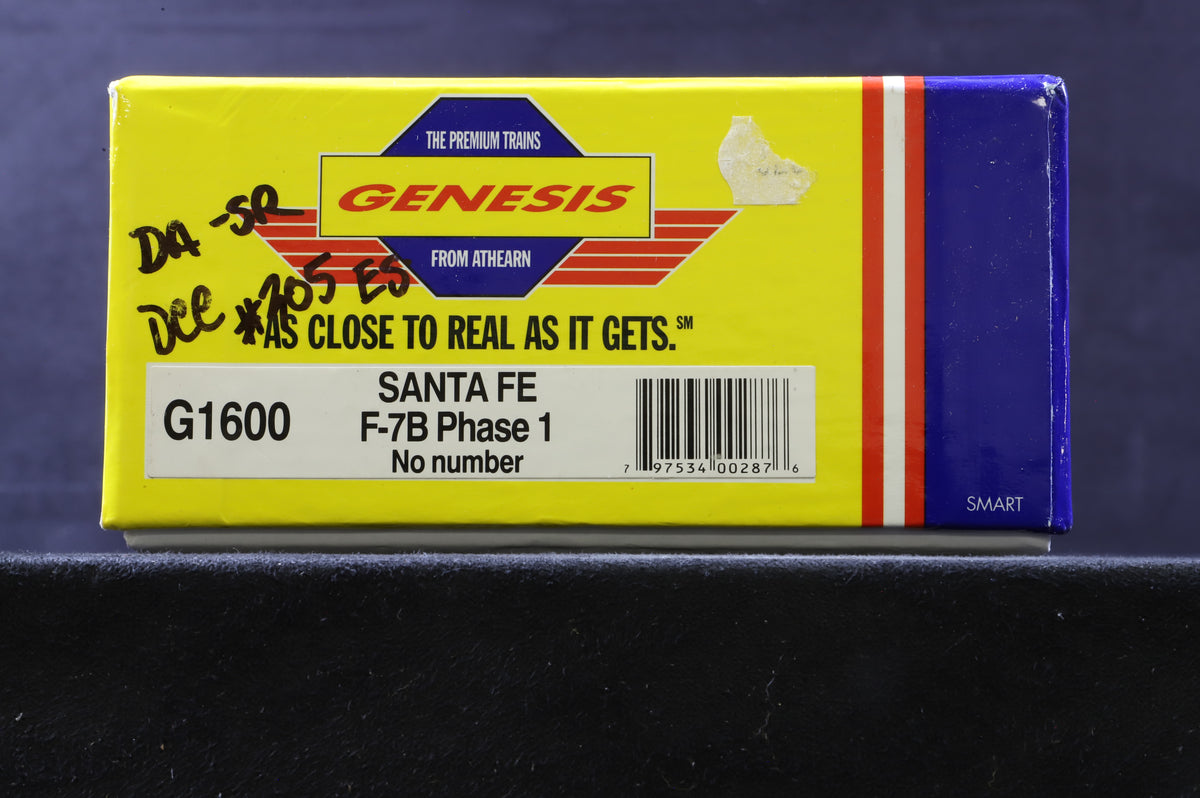 THE PREMIUM TRAINS
GENESIS
FROM ATHEARN
DA -SR
DCC *205 ES
AS CLOSE TO REAL AS IT GETS.℠
G1600
SANTA FE
F-7B Phase 1
No number
7 97534 00287 6
SMART